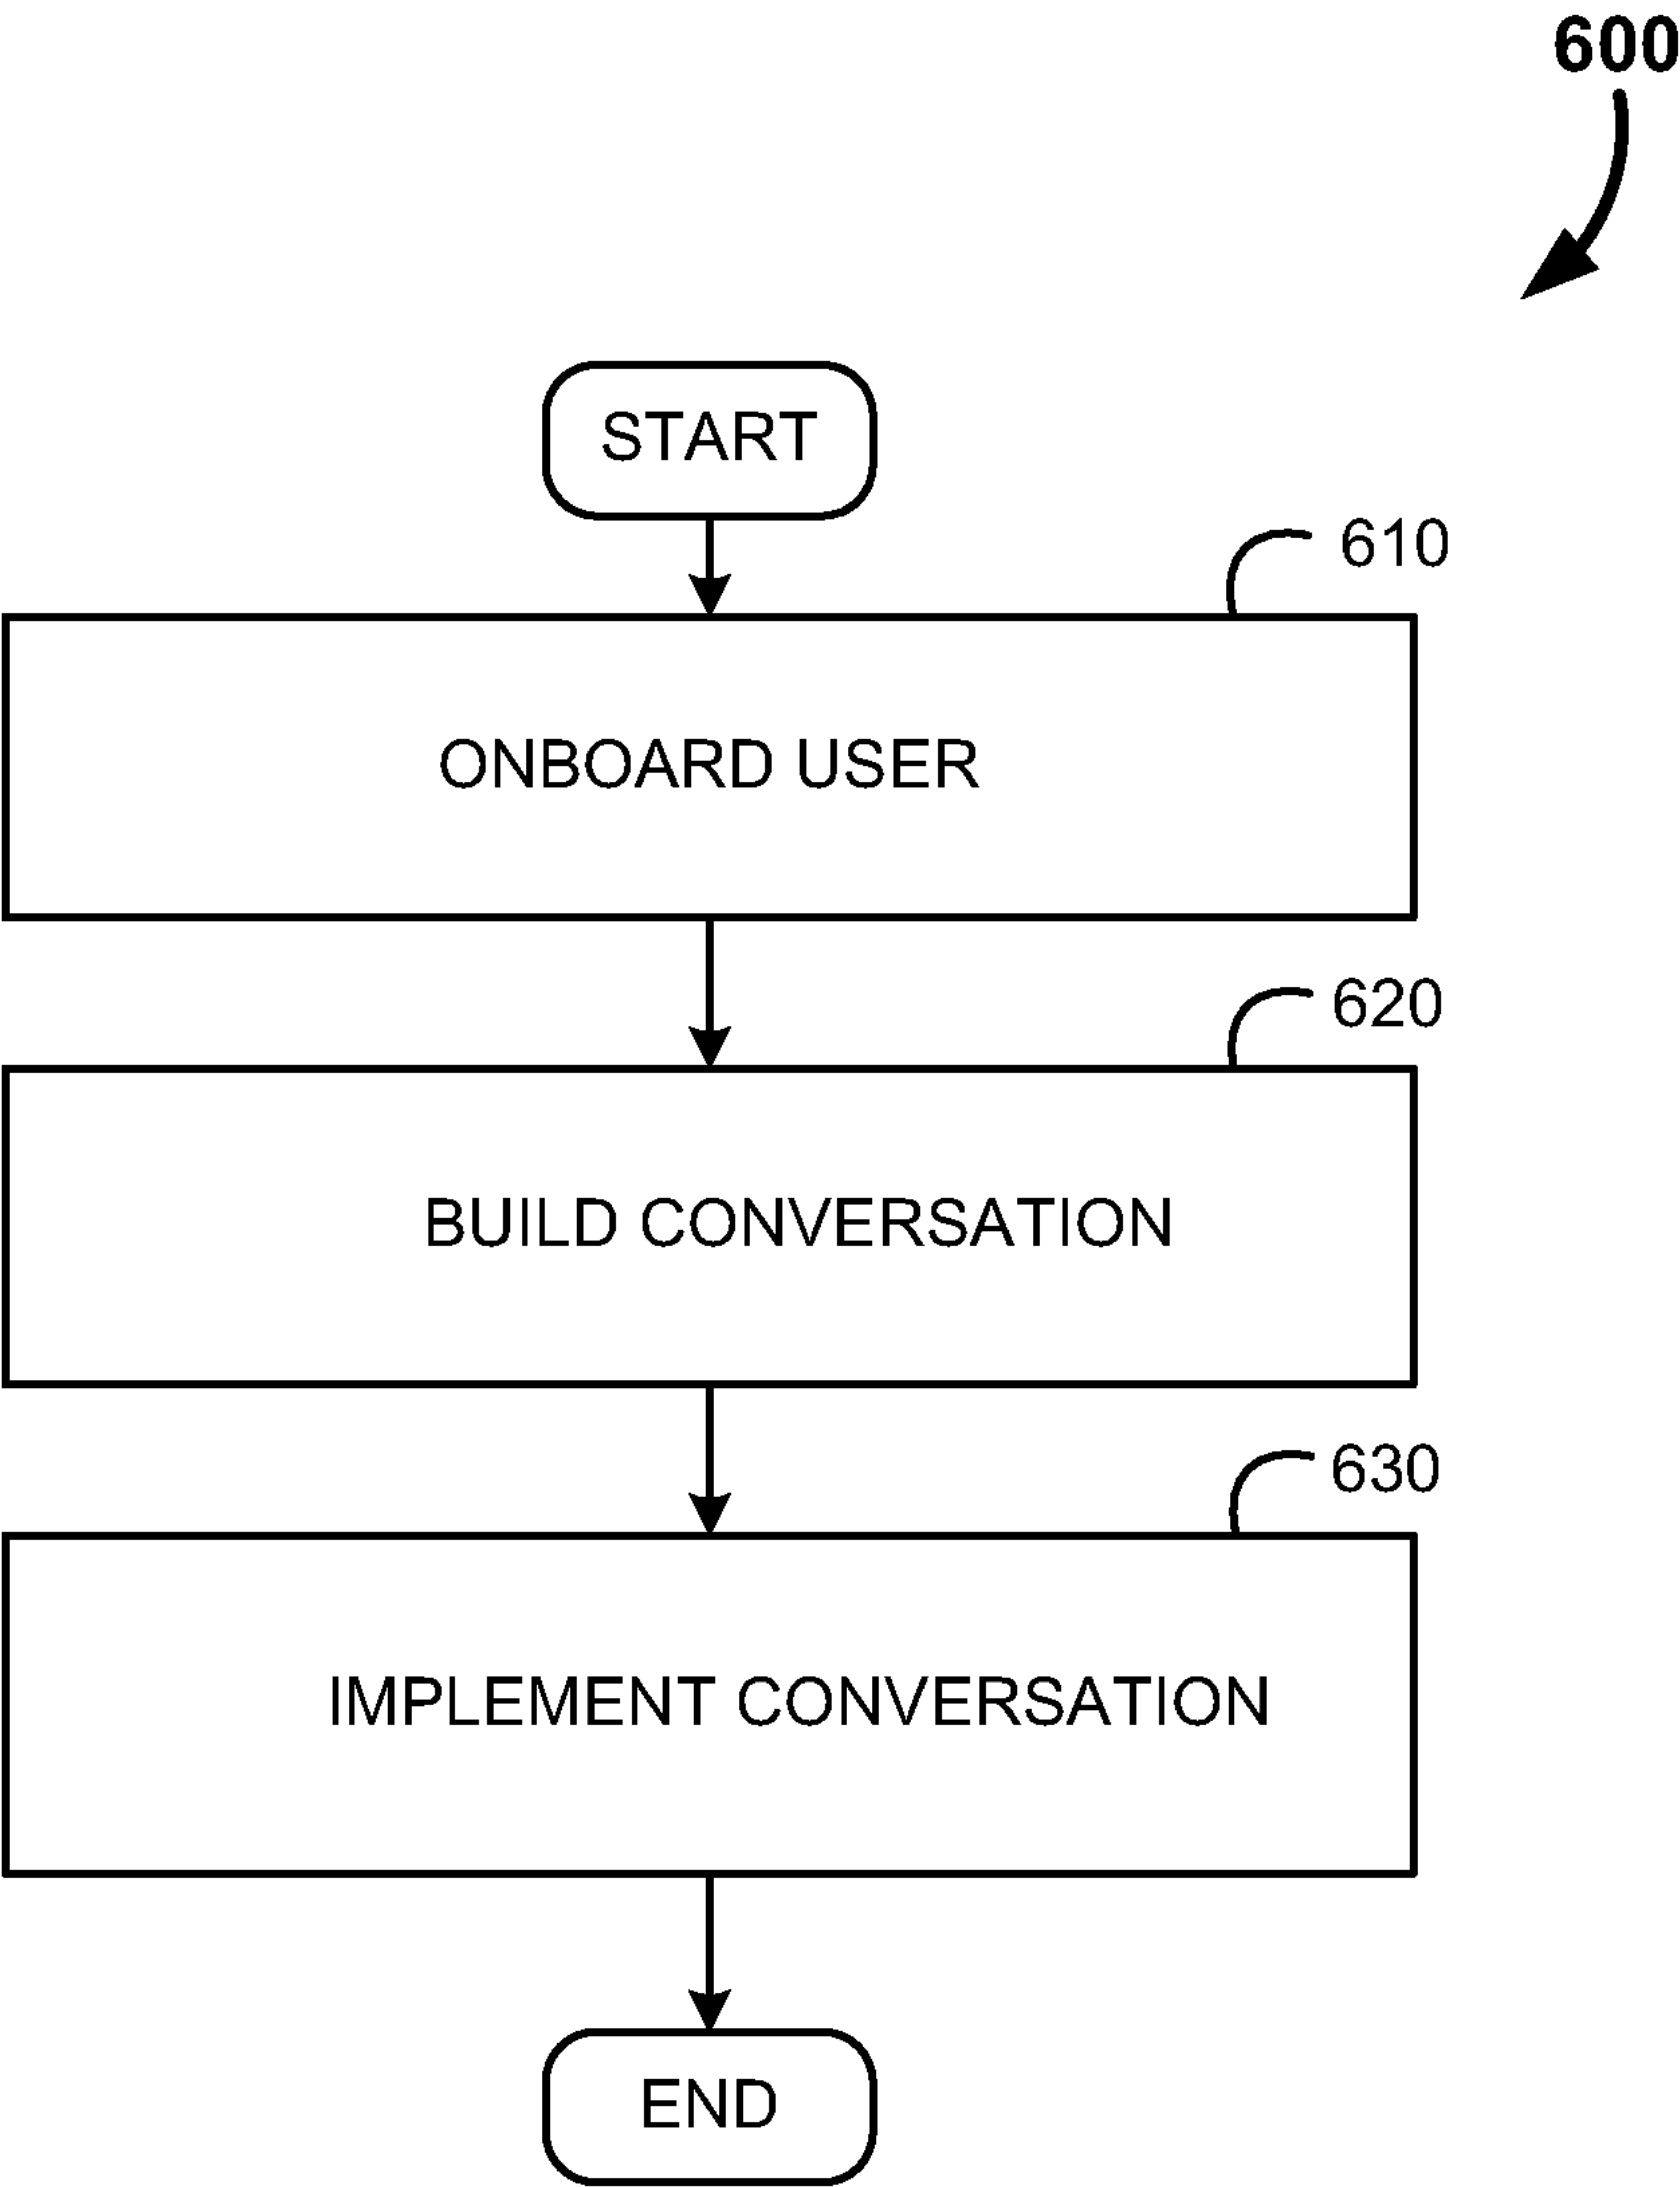 600
START
610
ONBOARD USER
620
BUILD CONVERSATION
630
IMPLEMENT CONVERSATION
END